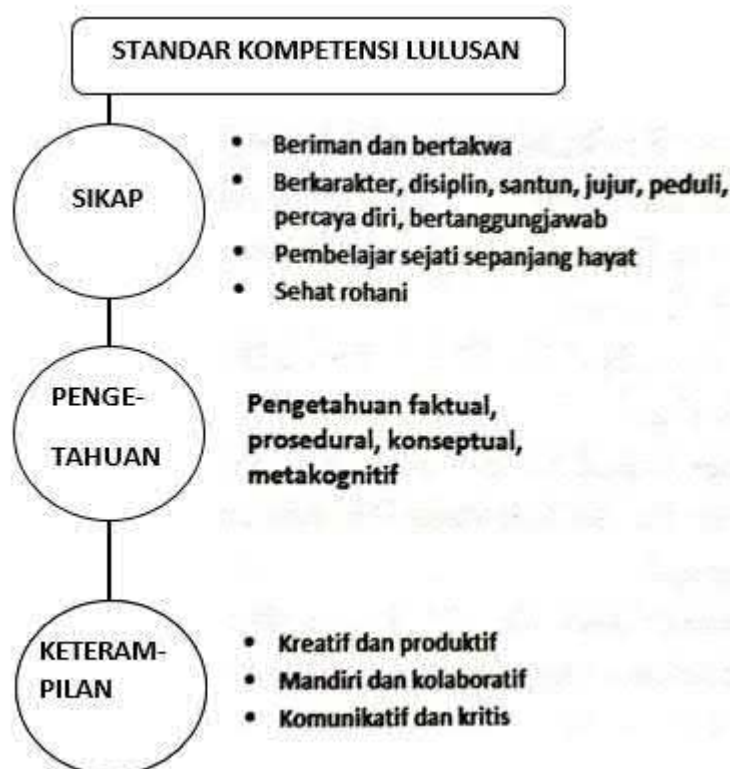 STANDAR KOMPETENSI LULUSAN
SIKAP
• Beriman dan bertakwa
• Berkarakter, disiplin, santun, jujur, peduli,
percaya diri, bertanggungjawab
• Pembelajar sejati sepanjang hayat
• Sehat rohani
PENGE-
TAHUAN
Pengetahuan faktual,
prosedural, konseptual,
metakognitif
KETERAM-
PILAN
• Kreatif dan produktif
• Mandiri dan kolaboratif
• Komunikatif dan kritis